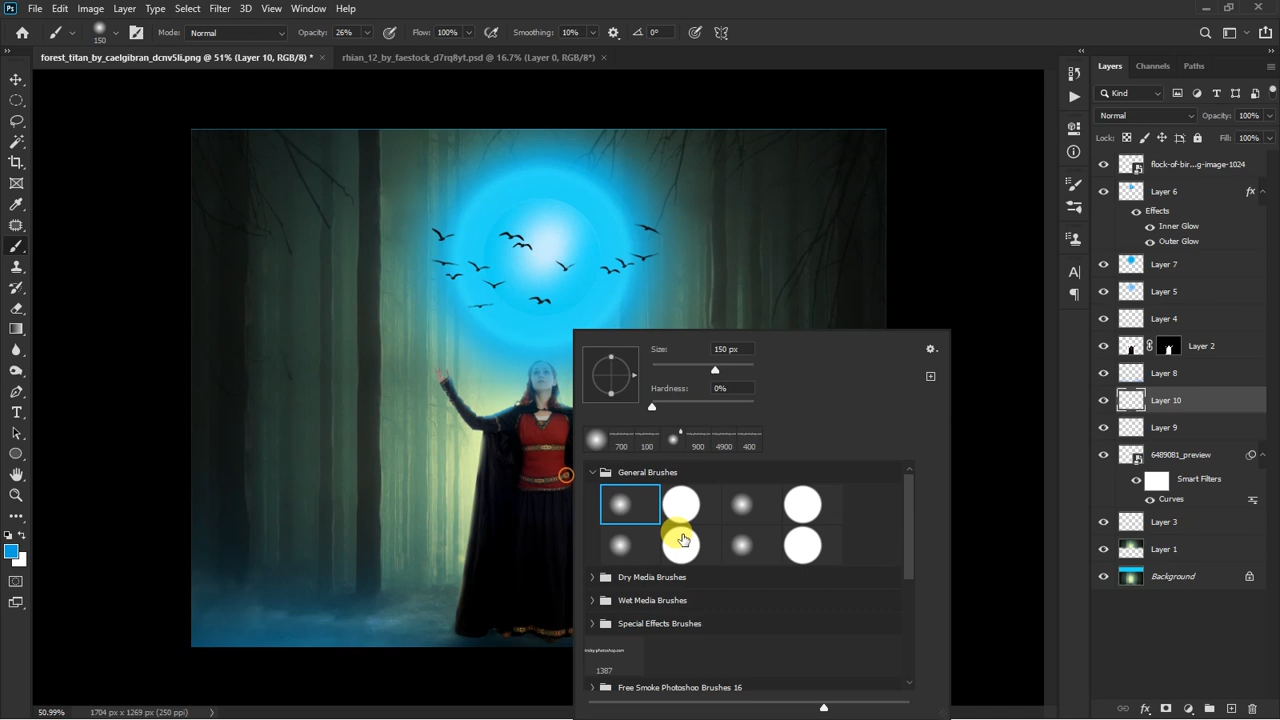 Ps File Edit Image Layer Type Select Filter 3D View Window Help
150 Mode: Normal Opacity: 26% Flow: 100% Smoothing: 10% 0°
forest_titan_by_caelgibran_dcnv5li.png @ 51% (Layer 10, RGB/8) * × rhian_12_by_faestock_d7rq8yt.psd @ 16.7% (Layer 0, RGB/8*) ×
Layers Channels Paths
Kind
Normal Opacity: 100%
Lock: Fill: 100%
flock-of-bir...g-image-1024
Layer 6 fx
Effects
Inner Glow
Outer Glow
Layer 7
Layer 5
Layer 4
Layer 2
Layer 8
Layer 10
Layer 9
6489081_preview
Smart Filters
Curves
Layer 3
Layer 1
Background
Size: 150 px
Hardness: 0%
700 100 900 4900 400
General Brushes
Dry Media Brushes
Wet Media Brushes
Special Effects Brushes
1387
Free Smoke Photoshop Brushes 16
50.99% 1704 px x 1269 px (250 ppi)
fx